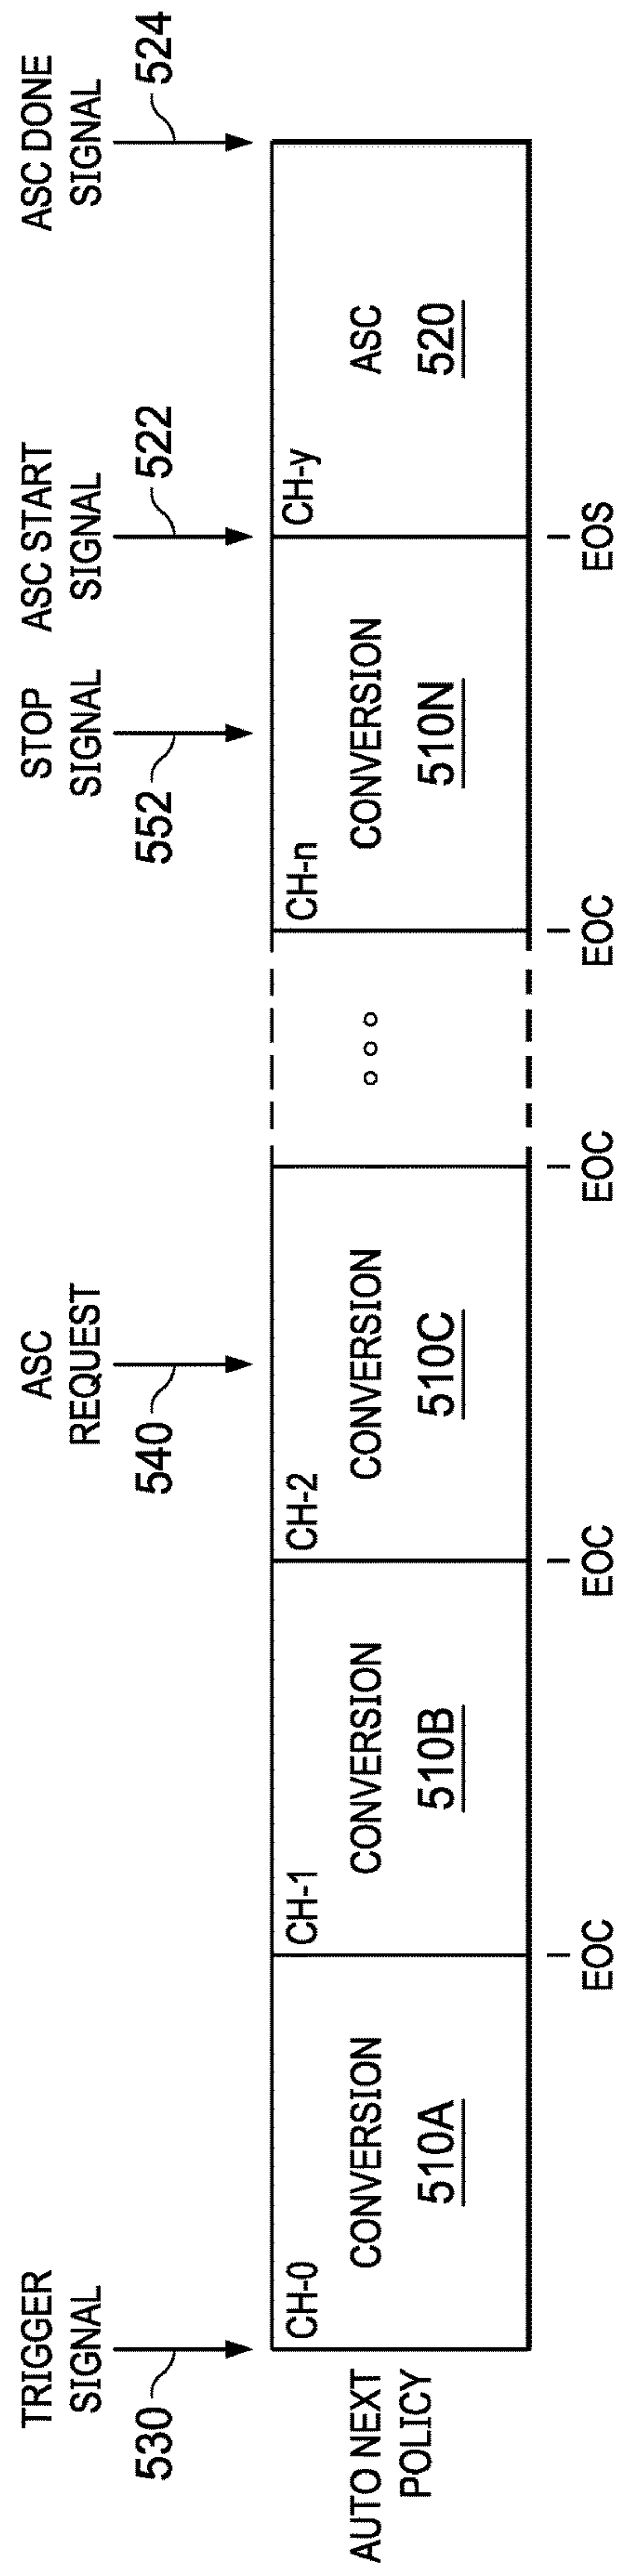 TRIGGER
SIGNAL
530
ASC
REQUEST
540
STOP
SIGNAL
552
ASC START
SIGNAL
522
ASC DONE
SIGNAL
524
AUTO NEXT
POLICY
CH-0
CONVERSION
510A
CH-1
CONVERSION
510B
CH-2
CONVERSION
510C
CH-n
CONVERSION
510N
CH-y
ASC
520
EOC
EOC
EOC
EOC
EOS